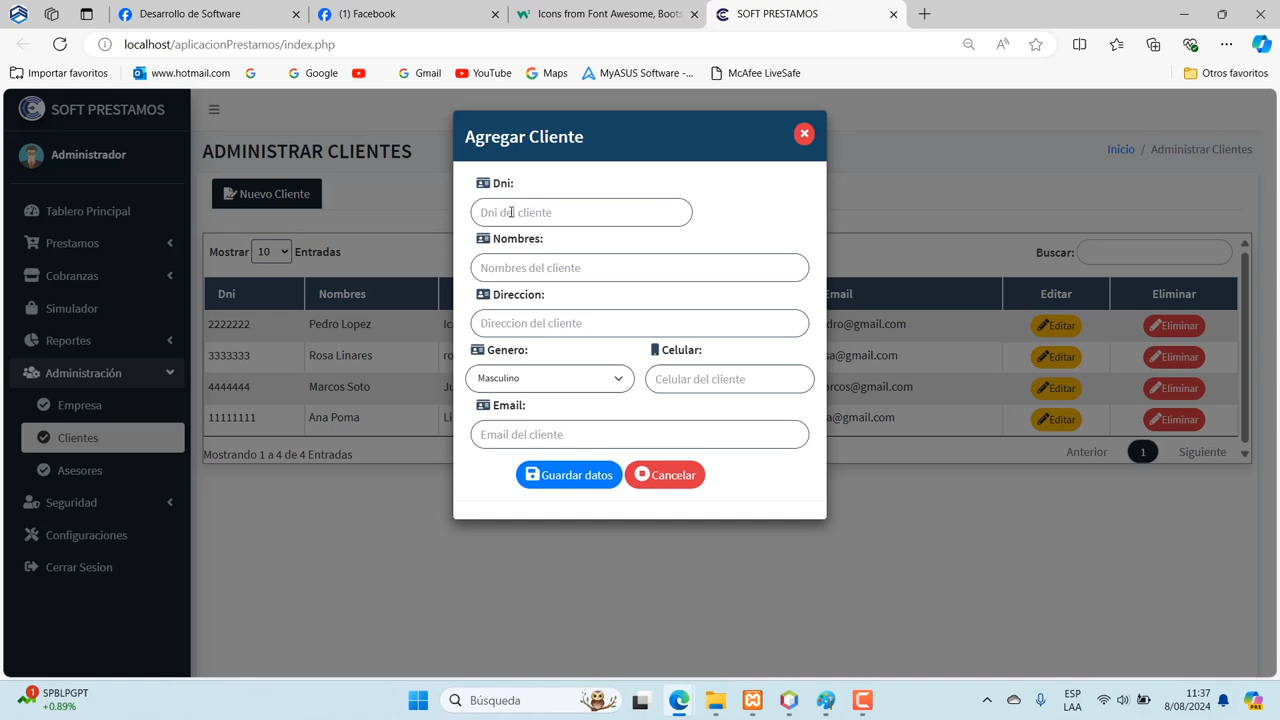 Desarrollo de Software
(1) Facebook
Icons from Font Awesome, Boots
SOFT PRESTAMOS
localhost/aplicacionPrestamos/index.php
Importar favoritos
www.hotmail.com
Google
Gmail
YouTube
Maps
MyASUS Software -...
McAfee LiveSafe
Otros favoritos
SOFT PRESTAMOS
Administrador
Tablero Principal
Prestamos
Cobranzas
Simulador
Reportes
Administración
Empresa
Clientes
Asesores
Seguridad
Configuraciones
Cerrar Sesion
ADMINISTRAR CLIENTES
Inicio / Administrar Clientes
Nuevo Cliente
Mostrar 10 Entradas
Buscar:
Dni Nombres Email Editar Eliminar
2222222 Pedro Lopez dro@gmail.com Editar Eliminar
3333333 Rosa Linares sa@gmail.com Editar Eliminar
4444444 Marcos Soto arcos@gmail.com Editar Eliminar
11111111 Ana Poma a@gmail.com Editar Eliminar
Mostrando 1 a 4 de 4 Entradas
Anterior 1 Siguiente
Agregar Cliente
Dni:
Dni del cliente
Nombres:
Nombres del cliente
Direccion:
Direccion del cliente
Genero: Celular:
Masculino Celular del cliente
Email:
Email del cliente
Guardar datos Cancelar
1
SPBLPGPT
+0.89%
Búsqueda
ESP
LAA
11:37
8/08/2024